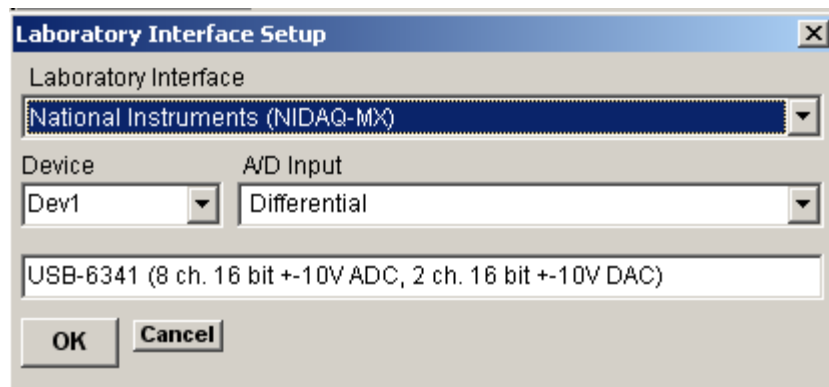 Laboratory Interface Setup
Laboratory Interface
National Instruments (NIDAQ-MX)
Device A/D Input
Dev1 Differential
USB-6341 (8 ch. 16 bit +-10V ADC, 2 ch. 16 bit +-10V DAC)
OK Cancel